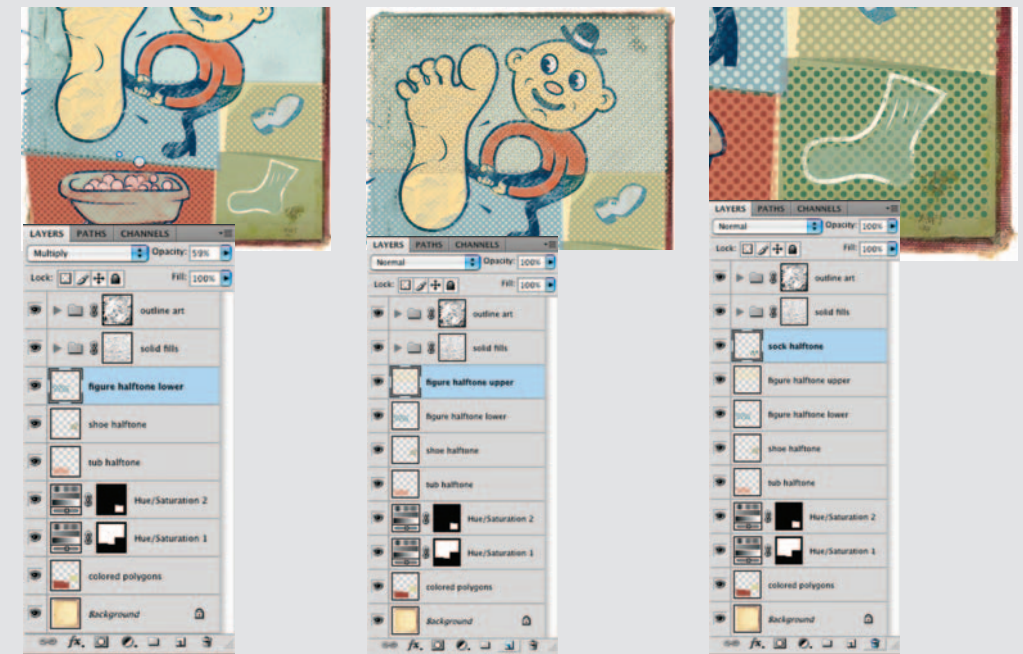 LAYERS PATHS CHANNELS
Multiply Opacity: 59%
Lock: Fill: 100%
outline art
solid fills
figure halftone lower
shoe halftone
tub halftone
Hue/Saturation 2
Hue/Saturation 1
colored polygons
Background
fx.
LAYERS PATHS CHANNELS
Normal Opacity: 100%
Lock: Fill: 100%
outline art
solid fills
figure halftone upper
figure halftone lower
shoe halftone
tub halftone
Hue/Saturation 2
Hue/Saturation 1
colored polygons
Background
fx.
LAYERS PATHS CHANNELS
Normal Opacity: 100%
Lock: Fill: 100%
outline art
solid fills
sock halftone
figure halftone upper
figure halftone lower
shoe halftone
tub halftone
Hue/Saturation 2
Hue/Saturation 1
colored polygons
Background
fx.